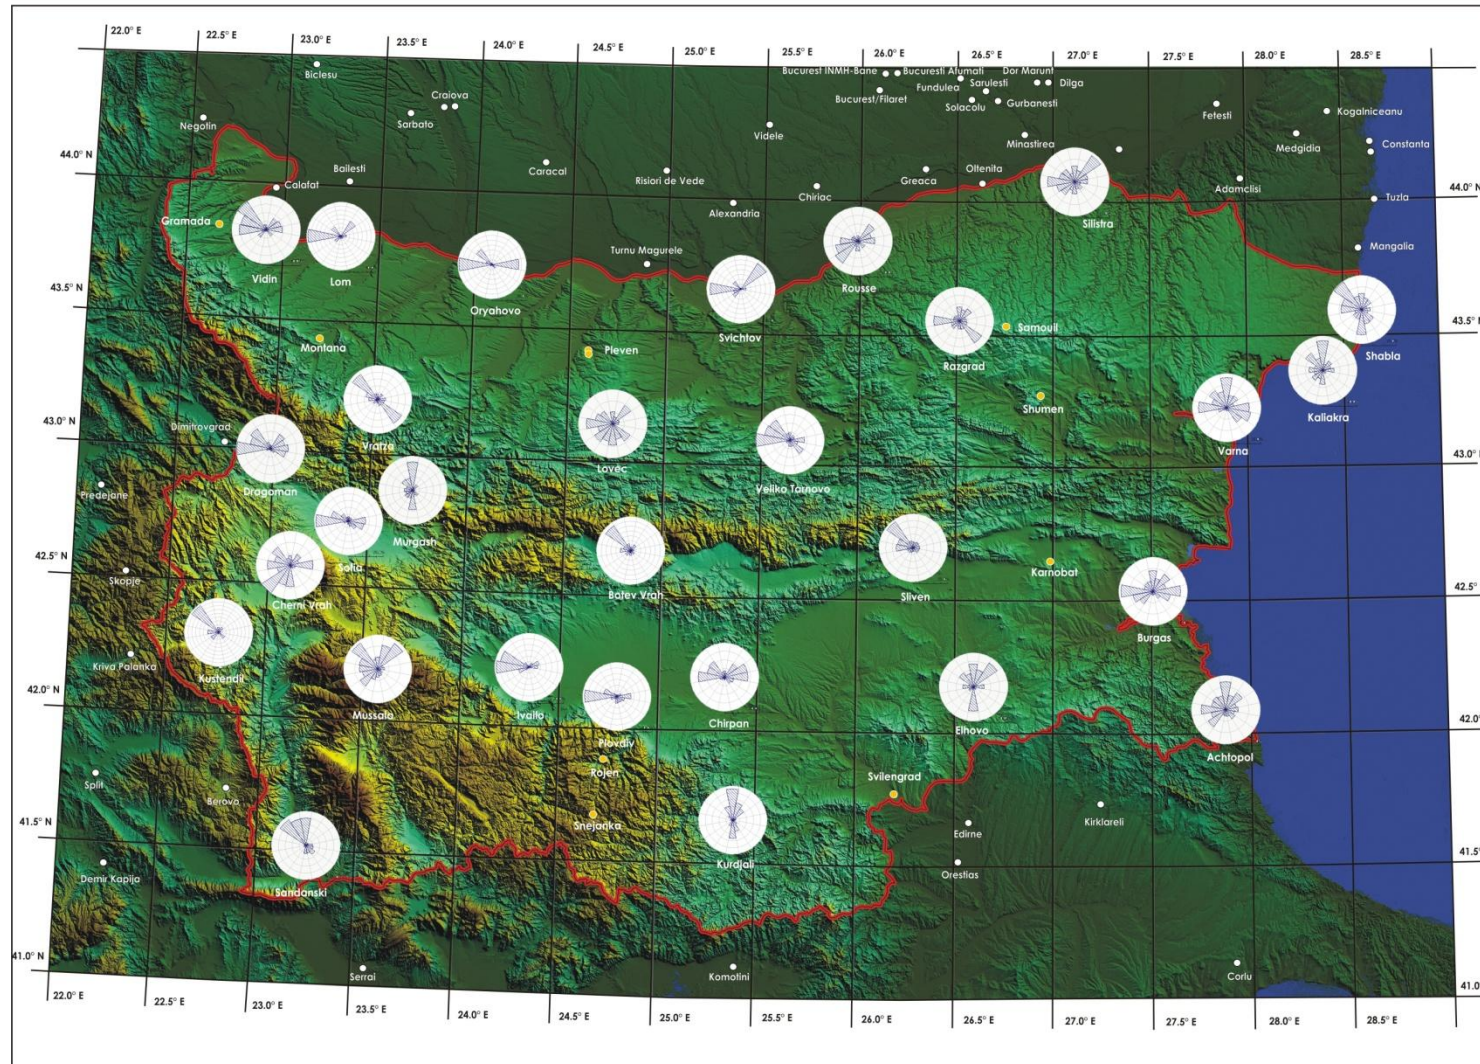 22.0° E
22.5° E
23.0° E
23.5° E
24.0° E
24.5° E
25.0° E
25.5° E
26.0° E
26.5° E
27.0° E
27.5° E
28.0° E
28.5° E
Biclesu
Craiova
Sarbato
Negotin
Bucurest INMH-Bane
Bucuresti Afumati
Dor Marunt
Fundulea
Sarulesti
Dilga
Bucurest/Filaret
Solacolu
Gurbanesti
Videle
Fetesti
Kogalniceanu
Minastirea
Medgidia
Constanta
44.0° N
Bailesti
Calafat
Caracal
Risiori de Vede
Greaca
Oltenita
Chiriac
Adamclisi
44.0° N
Tuzla
Gramada
Alexandria
Silistra
Turnu Magurele
Mangalia
Vidin
Lom
Rousse
43.5° N
Oryahovo
Svichtov
Samouil
43.5° N
Montana
Pleven
Razgrad
Shabla
Shumen
Kaliakra
43.0° N
Dimitrovgrad
Vratza
Lovec
Veliko Tarnovo
Varna
43.0° N
Predejane
Dragoman
Murgash
42.5° N
Skopje
Sofia
Cherni Vrah
Botev Vrah
Sliven
Karnobat
42.5° N
Burgas
Kriva Palanka
Kustendil
42.0° N
Mussala
Ivailo
Plovdiv
Chirpan
Elhovo
42.0° N
Achtopol
Rojen
Split
Berova
Svilengrad
41.5° N
Snejanka
Edirne
Kirklareli
Kurdjali
41.5°
Demir Kapija
Sandanski
Orestias
41.0° N
Serrai
Komotini
Corlu
41.0°
22.0° E
22.5° E
23.0° E
23.5° E
24.0° E
24.5° E
25.0° E
25.5° E
26.0° E
26.5° E
27.0° E
27.5° E
28.0° E
28.5° E